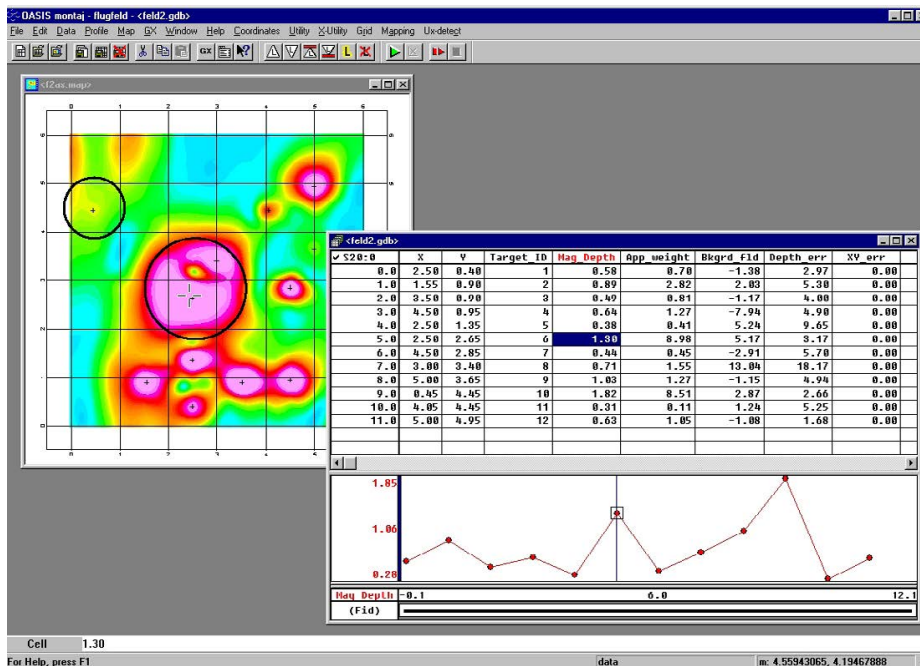 OASIS montaj - flugfeld - <feld2.gdb>
File Edit Data Profile Map GX Window Help Coordinates Utility X-Utility Grid Mapping Ux-detect
GX L
<f2ax.map>
0 1 2 3 4 5 6
<feld2.gdb>
✓ S20:0 X Y Target_ID Mag_Depth App_weight Bkgrd_fld Depth_err XY_err
0.0 2.50 0.40 1 0.58 0.70 -1.38 2.97 0.00
1.0 1.55 0.90 2 0.89 2.82 2.03 5.30 0.00
2.0 3.50 0.90 3 0.49 0.81 -1.17 4.00 0.00
3.0 4.50 0.95 4 0.64 1.27 -7.94 4.90 0.00
4.0 2.50 1.35 5 0.38 0.41 5.24 9.65 0.00
5.0 2.50 2.65 6 1.30 8.98 5.17 3.17 0.00
6.0 4.50 2.85 7 0.44 0.45 -2.91 5.70 0.00
7.0 3.00 3.40 8 0.71 1.55 13.04 18.17 0.00
8.0 5.00 3.65 9 1.03 1.27 -1.15 4.94 0.00
9.0 0.45 4.45 10 1.82 8.51 2.87 2.66 0.00
10.0 4.05 4.45 11 0.31 0.11 1.24 5.25 0.00
11.0 5.00 4.95 12 0.63 1.05 -1.08 1.68 0.00
1.85
1.06
0.28
Mag Depth -0.1 6.0 12.1
(Fid)
Cell 1.30
For Help, press F1 data m: 4.55943065, 4.19467888